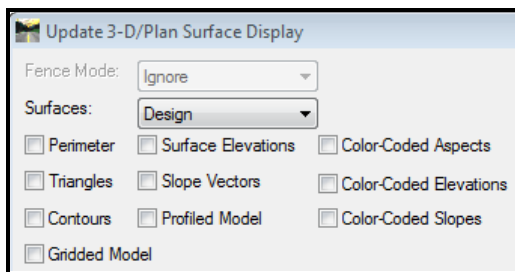 Update 3-D/Plan Surface Display
Fence Mode: Ignore
Surfaces: Design
Perimeter Surface Elevations Color-Coded Aspects
Triangles Slope Vectors Color-Coded Elevations
Contours Profiled Model Color-Coded Slopes
Gridded Model